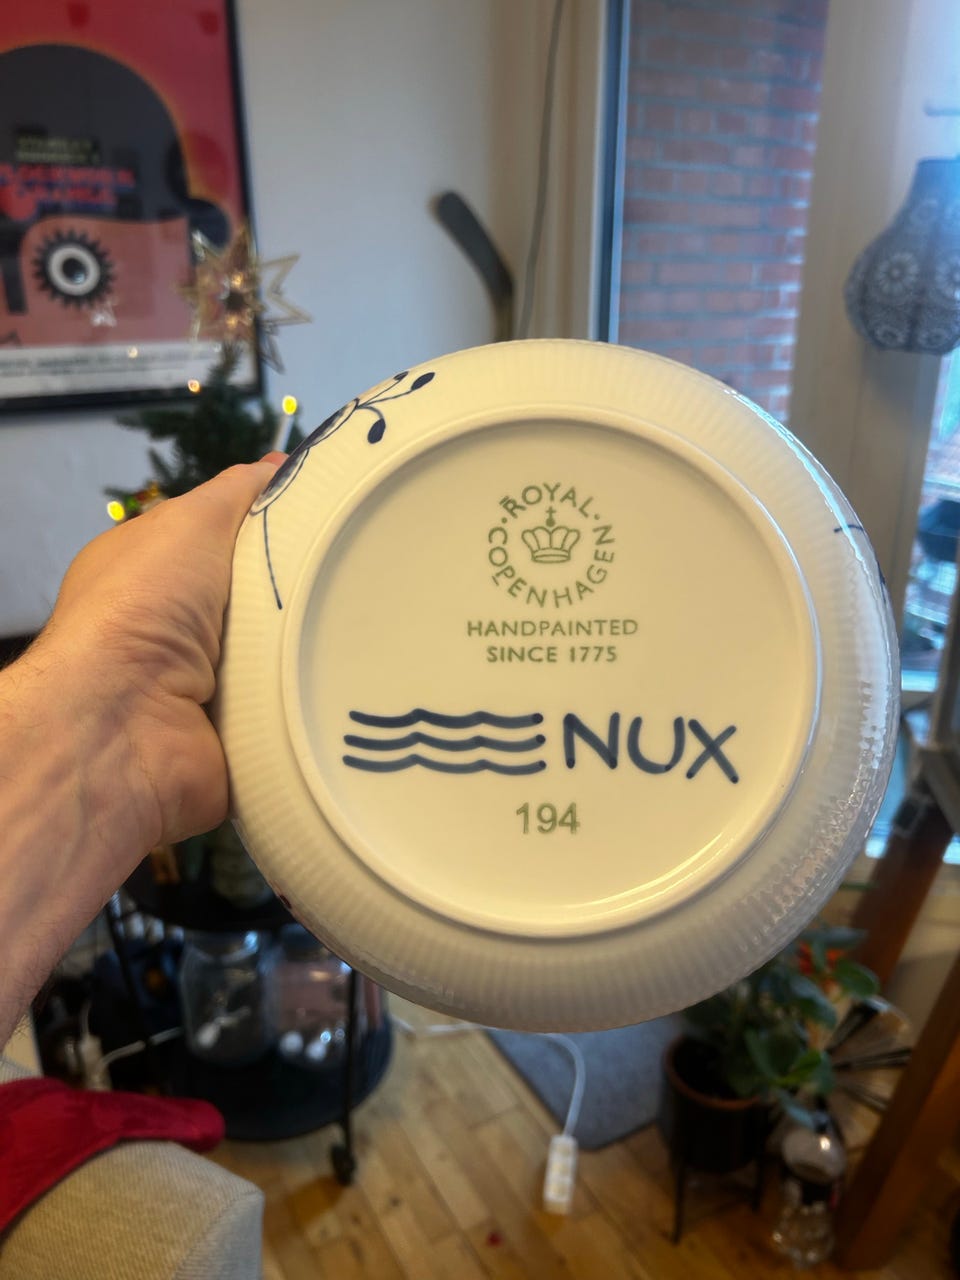 ROYAL
COPENHAGEN
HANDPAINTED
SINCE 1775
NUX
194